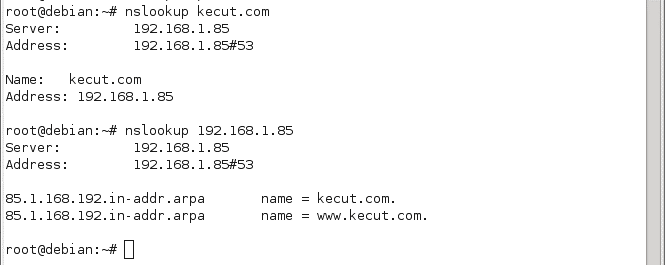 root@debian:~# nslookup kecut.com
Server:         192.168.1.85
Address:        192.168.1.85#53
Name:   kecut.com
Address: 192.168.1.85
root@debian:~# nslookup 192.168.1.85
Server:         192.168.1.85
Address:        192.168.1.85#53
85.1.168.192.in-addr.arpa       name = kecut.com.
85.1.168.192.in-addr.arpa       name = www.kecut.com.
root@debian:~#